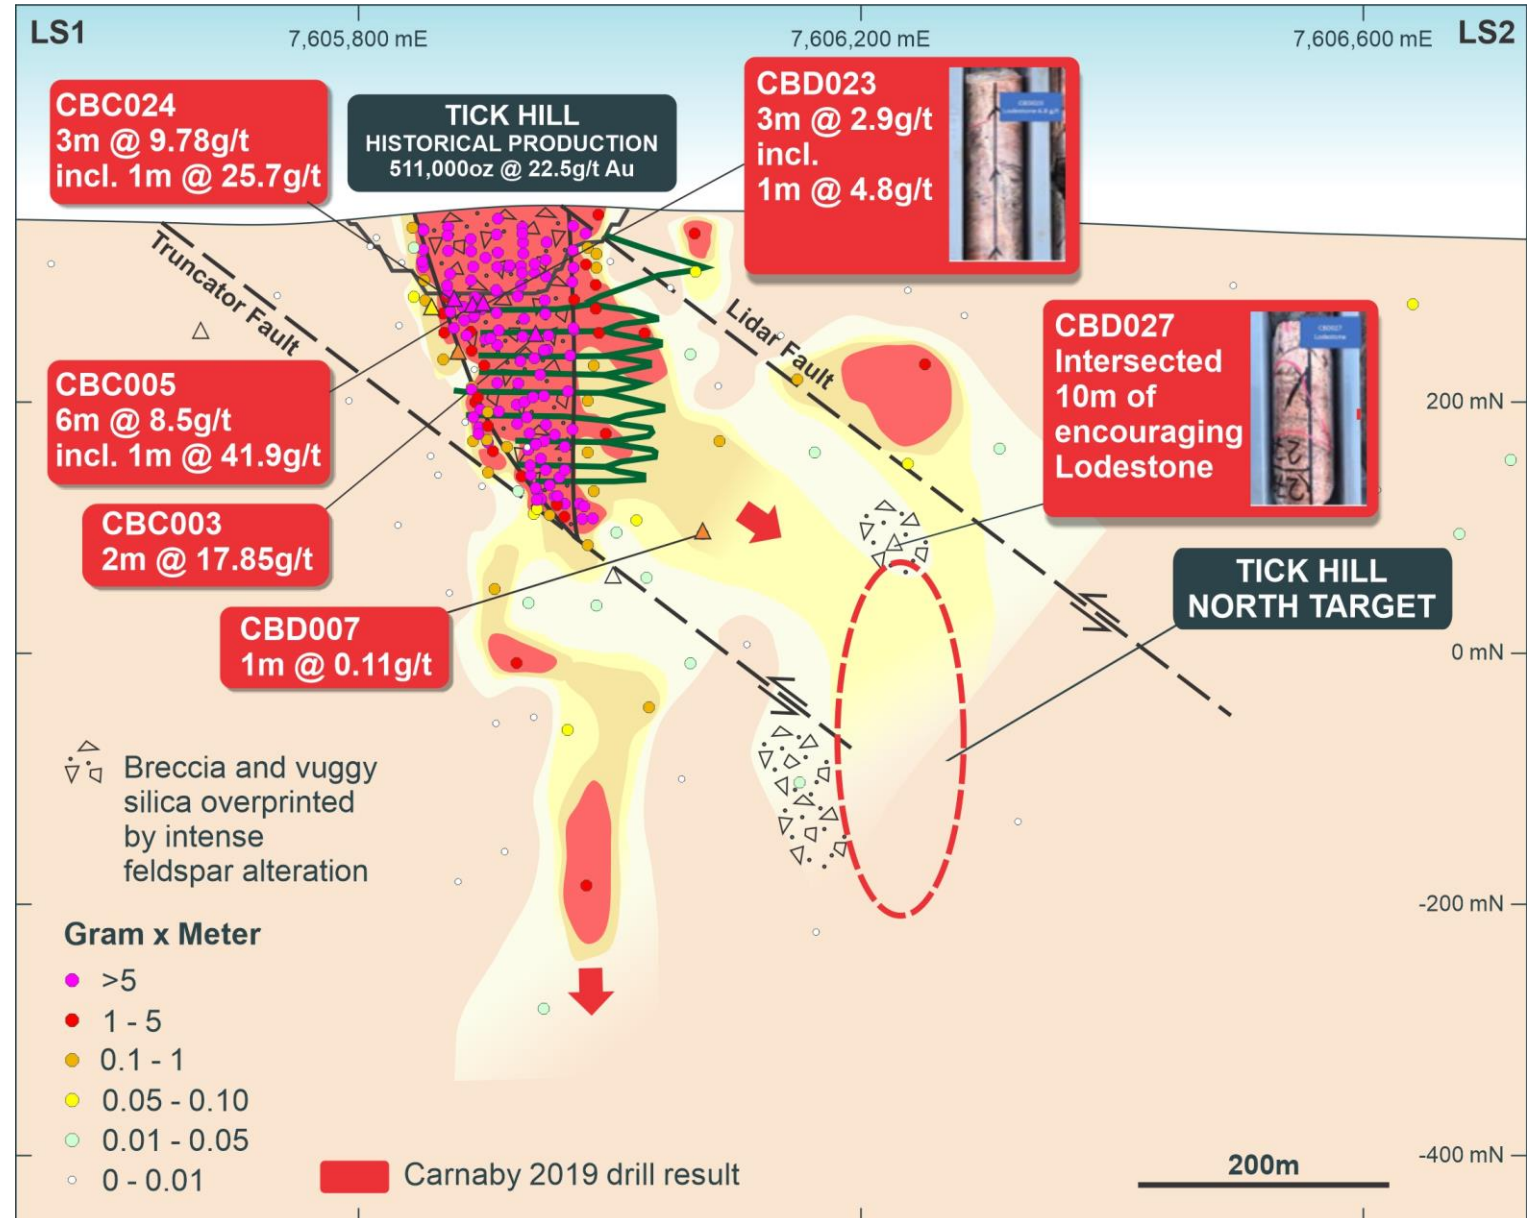 LS1
7,605,800 mE
7,606,200 mE
7,606,600 mE
LS2
CBC024
3m @ 9.78g/t
incl. 1m @ 25.7g/t
TICK HILL
HISTORICAL PRODUCTION
511,000oz @ 22.5g/t Au
CBD023
3m @ 2.9g/t
incl.
1m @ 4.8g/t
Truncator Fault
Lidar Fault
CBD027
Intersected
10m of
encouraging
Lodestone
CBD027
Lodestone
CBC005
6m @ 8.5g/t
incl. 1m @ 41.9g/t
200 mN
CBC003
2m @ 17.85g/t
TICK HILL
NORTH TARGET
CBD007
1m @ 0.11g/t
0 mN
Breccia and vuggy
silica overprinted
by intense
feldspar alteration
-200 mN
Gram x Meter
>5
1 - 5
0.1 - 1
0.05 - 0.10
0.01 - 0.05
0 - 0.01
Carnaby 2019 drill result
200m
-400 mN